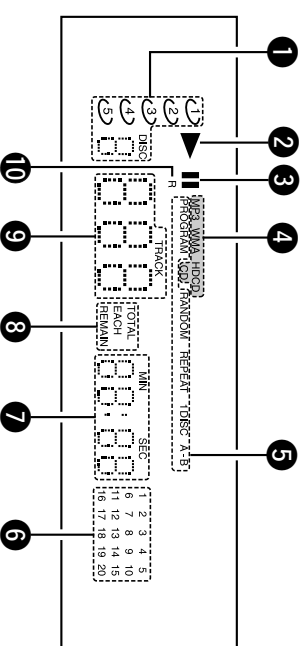 1 2 3 4 5
MP3 WMA HDCD
PROGRAM CD RANDOM REPEAT 1DISC A-B
R
1
2
3
4
5
DISC
TRACK
TOTAL
EACH
REMAIN
MIN SEC
1 2 3 4 5
6 7 8 9 10
11 12 13 14 15
16 17 18 19 20
10 9 8 7 6